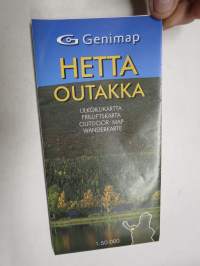 Genimap
HETTA
OUTAKKA
ULKOILUKARTTA
FRILUFTSKARTA
OUTDOOR MAP
WANDERKARTE
1:50 000